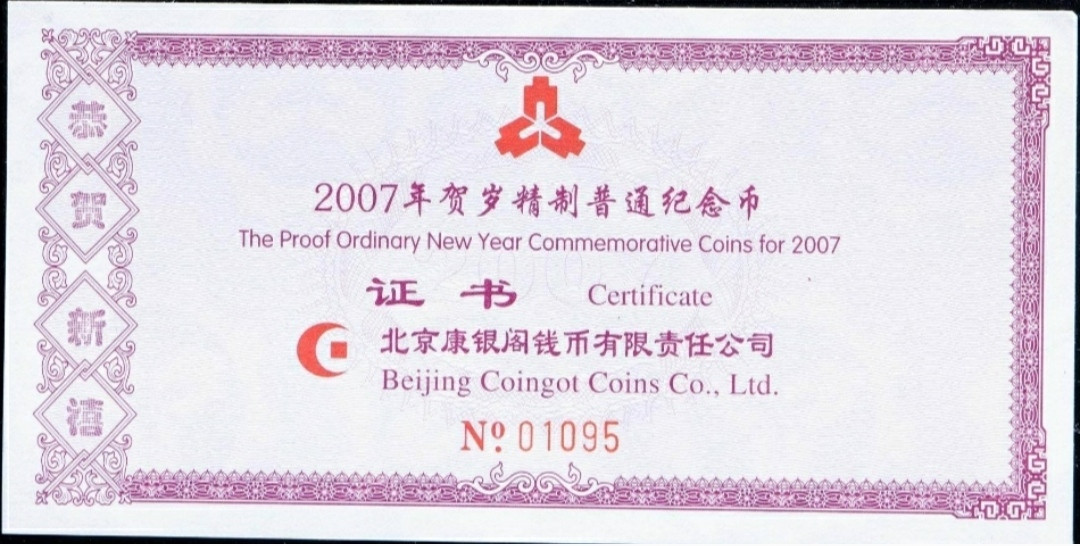 恭贺新禧
2007年贺岁精制普通纪念币
The Proof Ordinary New Year Commemorative Coins for 2007
证 书 Certificate
北京康银阁钱币有限责任公司
Beijing Coingot Coins Co., Ltd.
Nº 01095